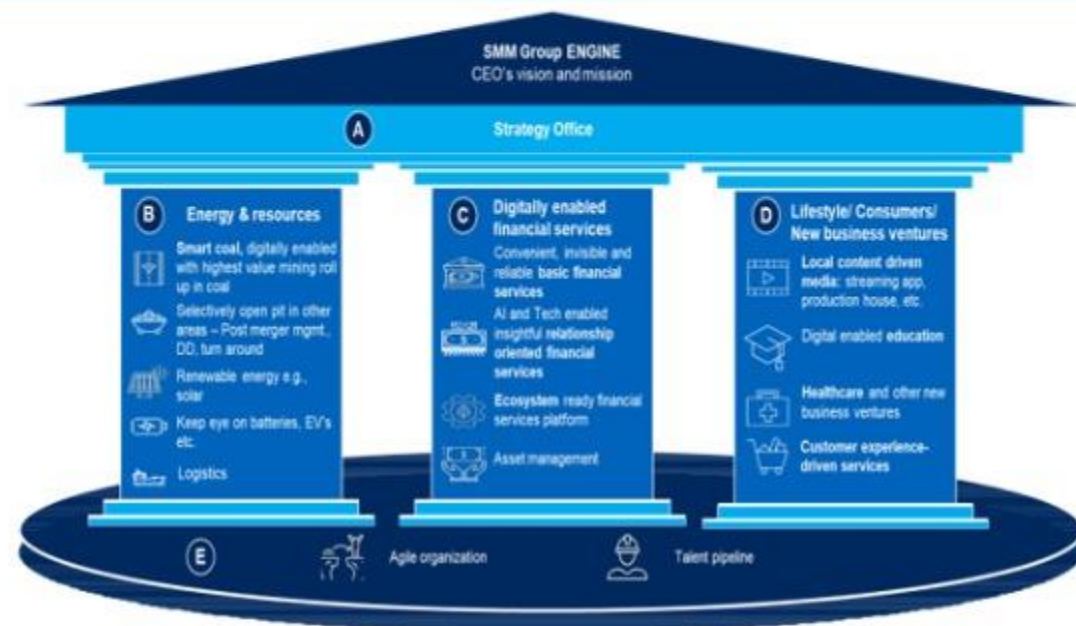 SMM Group ENGINE
CEO's vision and mission
A
Strategy Office
B
Energy & resources
Smart coal, digitally enabled
with highest value mining roll
up in coal
Selectively open pit in other
areas – Post merger mgmt.,
DD, turn around
Renewable energy e.g.,
solar
Keep eye on batteries, EV's
etc.
Logistics
C
Digitally enabled
financial services
Convenient, invisible and
reliable basic financial
services
AI and Tech enabled
insightful relationship
oriented financial
services
Ecosystem ready financial
services platform
Asset management
D
Lifestyle/ Consumers/
New business ventures
Local content driven
media: streaming app,
production house, etc.
Digital enabled education
Healthcare and other new
business ventures
Customer experience-
driven services
E
Agile organization
Talent pipeline